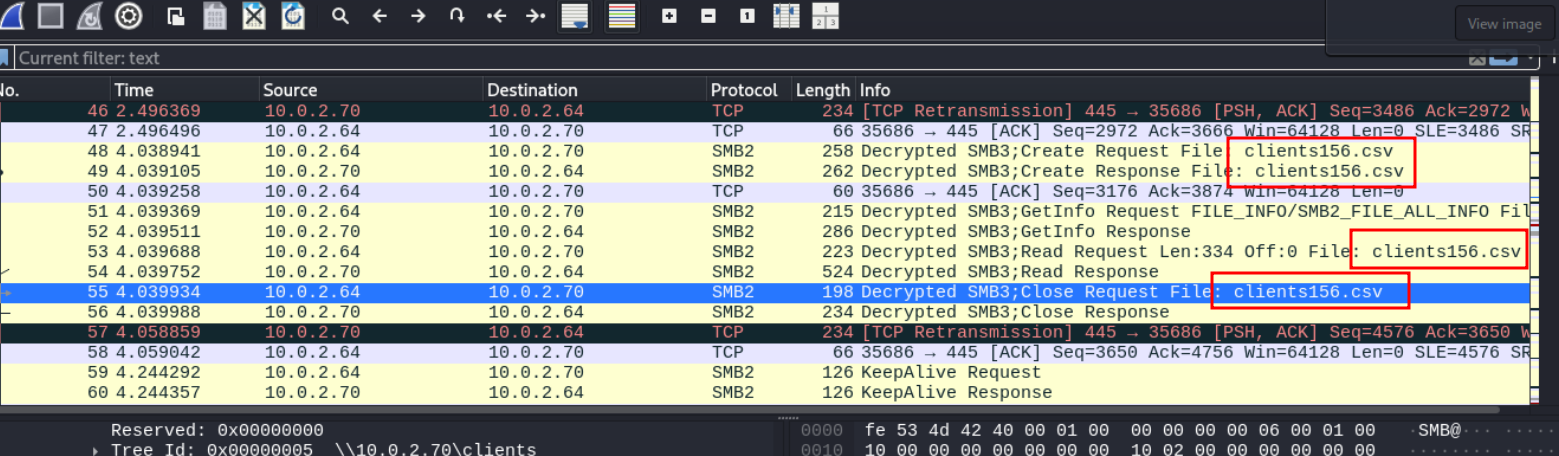 View image
Current filter: text
No. Time Source Destination Protocol Length Info
46 2.496369 10.0.2.70 10.0.2.64 TCP 234 [TCP Retransmission] 445 → 35686 [PSH, ACK] Seq=3486 Ack=2972 W
47 2.496496 10.0.2.64 10.0.2.70 TCP 66 35686 → 445 [ACK] Seq=2972 Ack=3666 Win=64128 Len=0 SLE=3486 SR
48 4.038941 10.0.2.64 10.0.2.70 SMB2 258 Decrypted SMB3;Create Request File: clients156.csv
49 4.039105 10.0.2.70 10.0.2.64 SMB2 262 Decrypted SMB3;Create Response File: clients156.csv
50 4.039258 10.0.2.64 10.0.2.70 TCP 60 35686 → 445 [ACK] Seq=3176 Ack=3874 Win=64128 Len=0
51 4.039369 10.0.2.64 10.0.2.70 SMB2 215 Decrypted SMB3;GetInfo Request FILE_INFO/SMB2_FILE_ALL_INFO Fil
52 4.039511 10.0.2.70 10.0.2.64 SMB2 286 Decrypted SMB3;GetInfo Response
53 4.039688 10.0.2.64 10.0.2.70 SMB2 223 Decrypted SMB3;Read Request Len:334 Off:0 File: clients156.csv
54 4.039752 10.0.2.70 10.0.2.64 SMB2 524 Decrypted SMB3;Read Response
55 4.039934 10.0.2.64 10.0.2.70 SMB2 198 Decrypted SMB3;Close Request File: clients156.csv
56 4.039988 10.0.2.70 10.0.2.64 SMB2 234 Decrypted SMB3;Close Response
57 4.058859 10.0.2.70 10.0.2.64 TCP 234 [TCP Retransmission] 445 → 35686 [PSH, ACK] Seq=4576 Ack=3650 W
58 4.059042 10.0.2.64 10.0.2.70 TCP 66 35686 → 445 [ACK] Seq=3650 Ack=4756 Win=64128 Len=0 SLE=4576 SR
59 4.244292 10.0.2.64 10.0.2.70 SMB2 126 KeepAlive Request
60 4.244357 10.0.2.70 10.0.2.64 SMB2 126 KeepAlive Response
Reserved: 0x00000000
Tree Id: 0x00000005 \\10.0.2.70\clients
0000 fe 53 4d 42 40 00 01 00 00 00 00 00 06 00 01 00 ·SMB@··· ········
0010 10 00 00 00 00 00 00 00 10 02 00 00 00 00 00 00 ········ ········